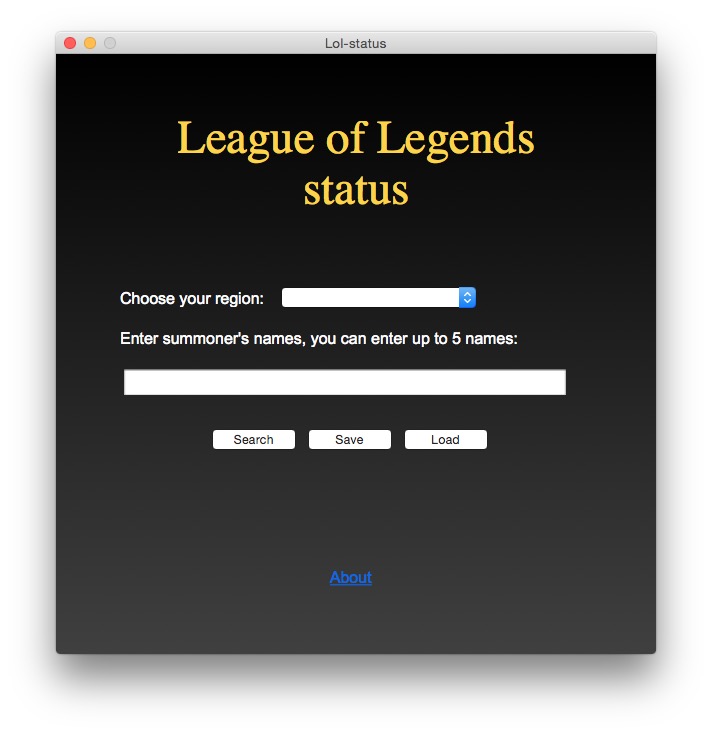 Lol-status
League of Legends
status
Choose your region:
Enter summoner's names, you can enter up to 5 names:
Search Save Load
About